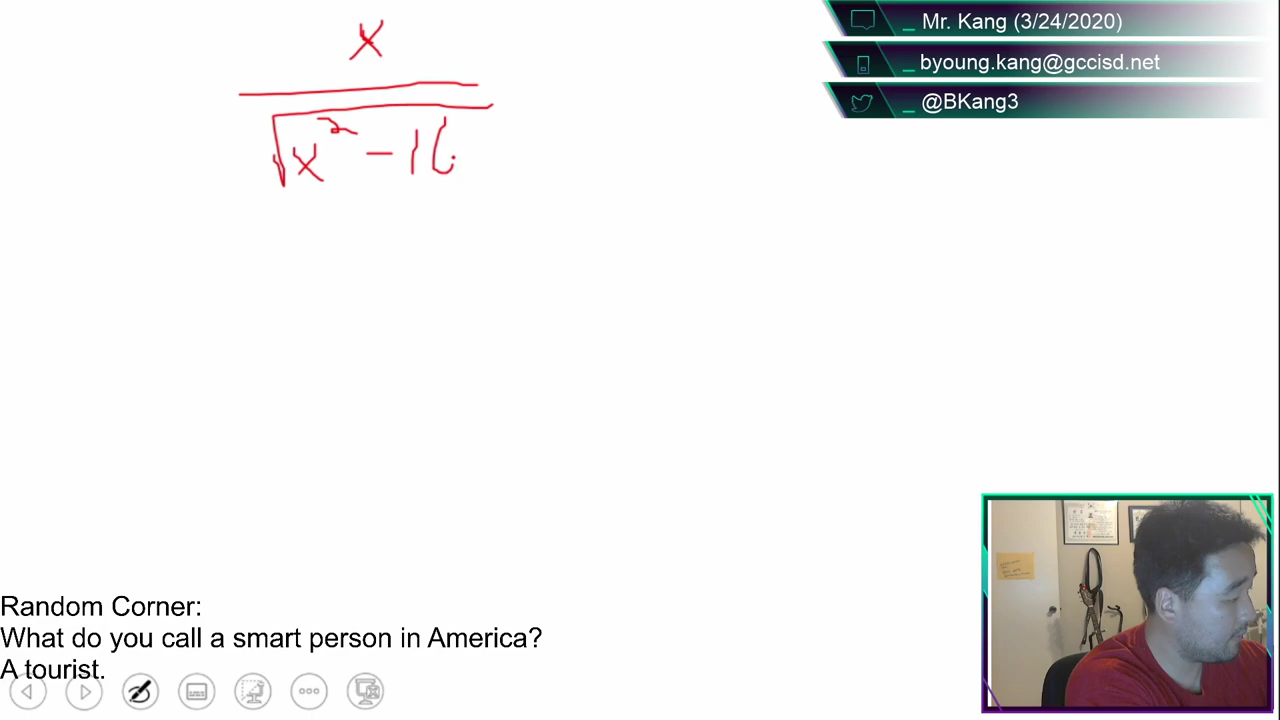 x
√x² - 16
Mr. Kang (3/24/2020)
byoung.kang@gccisd.net
@BKang3
Random Corner:
What do you call a smart person in America?
A tourist.